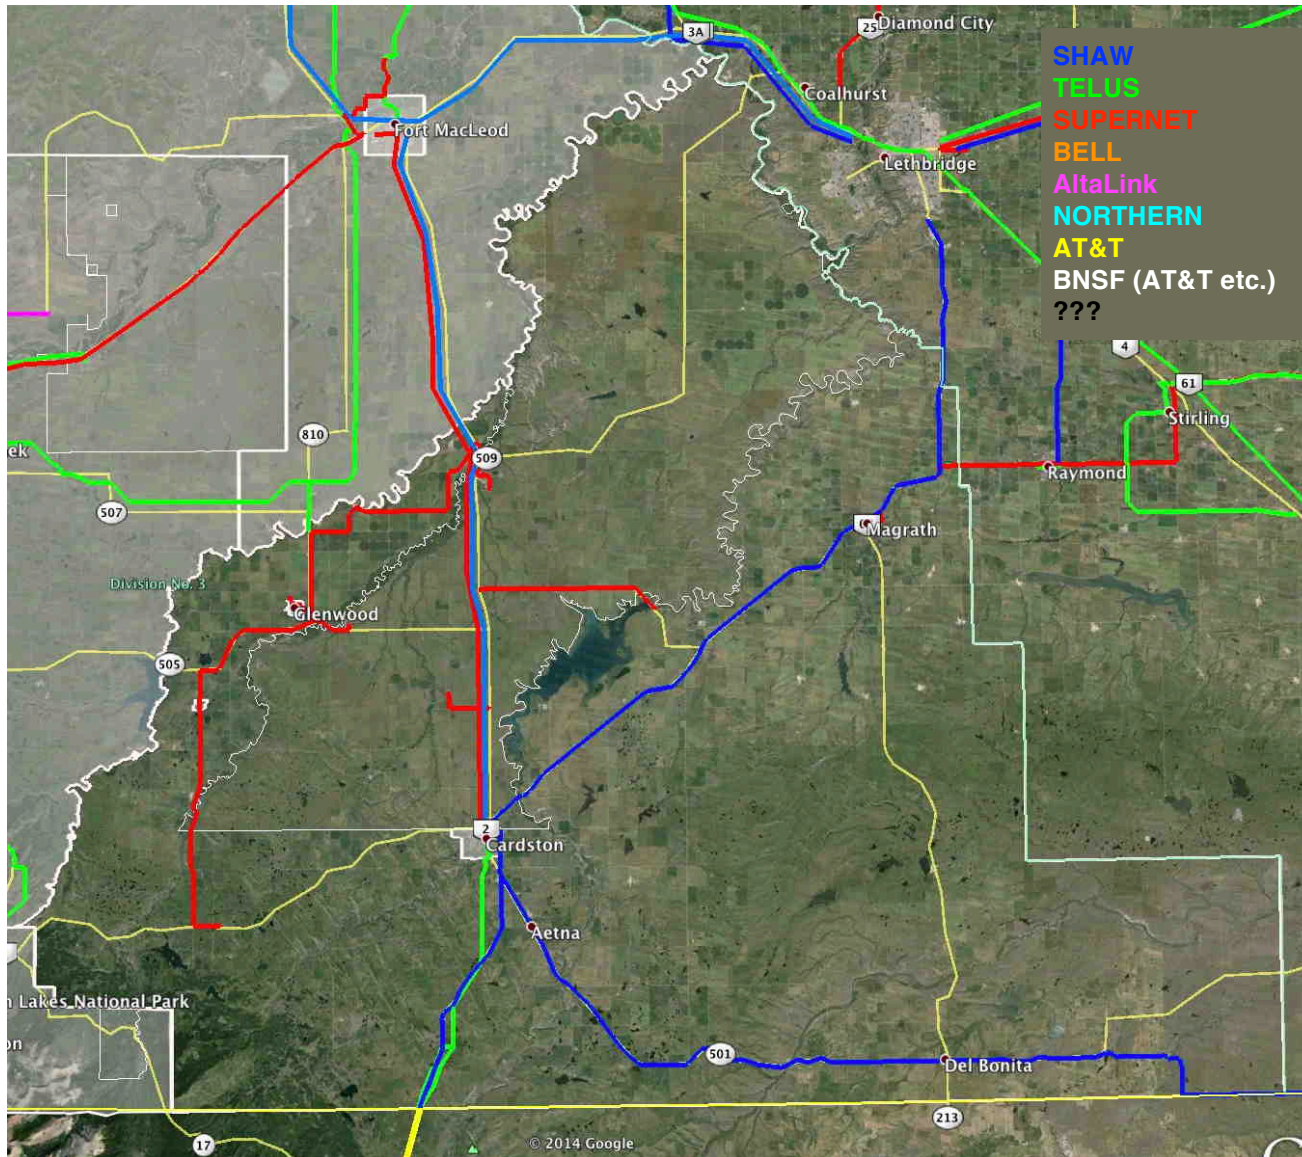 3A
25
Diamond City
SHAW
TELUS
SUPERNET
BELL
AltaLink
NORTHERN
AT&T
BNSF (AT&T etc.)
???
Coalhurst
Fort MacLeod
Lethbridge
4
61
Stirling
810
ek
509
Raymond
507
Magrath
Division No. 3
Glenwood
505
2
Cardston
Aetna
n Lakes National Park
on
501
Del Bonita
213
17
© 2014 Google